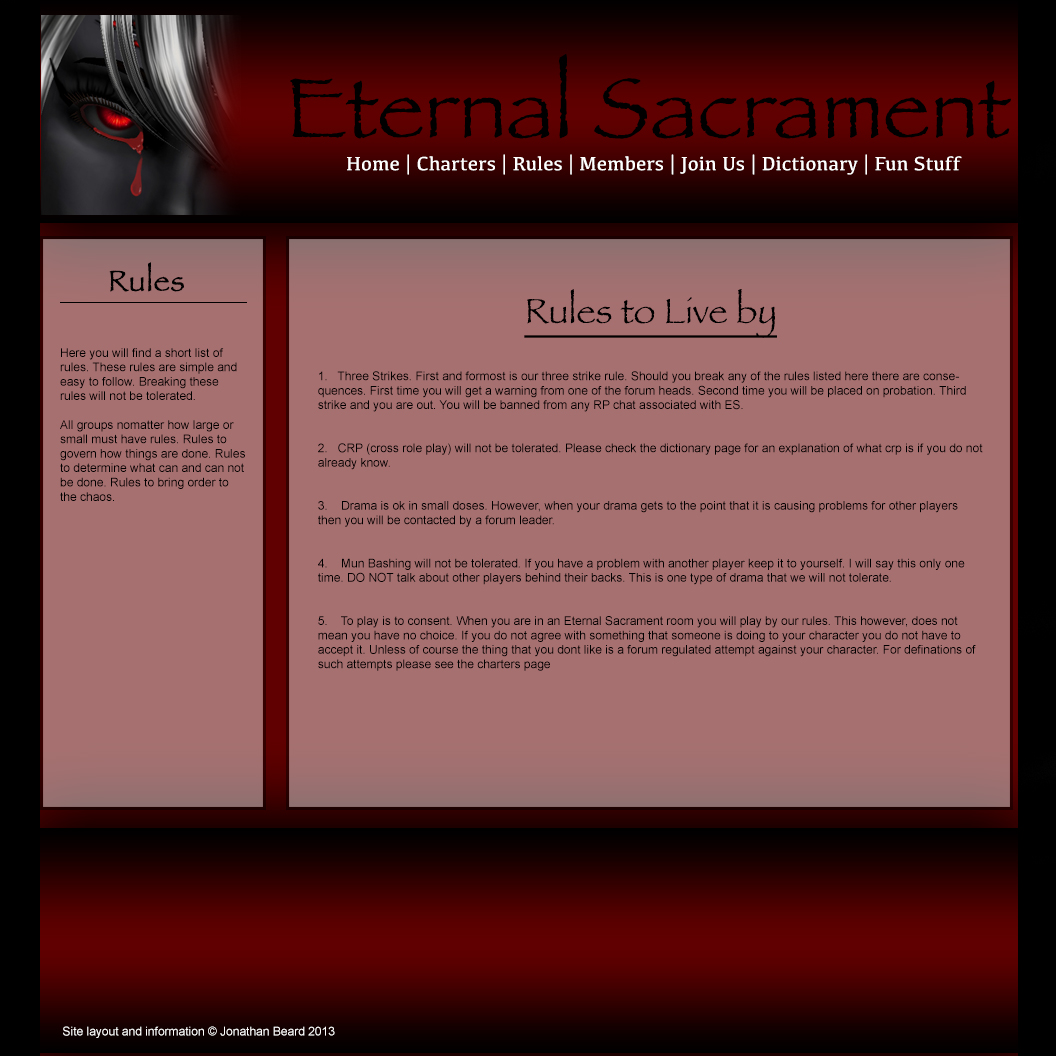 Eternal Sacrament
Home | Charters | Rules | Members | Join Us | Dictionary | Fun Stuff
Rules
Here you will find a short list of
rules. These rules are simple and
easy to follow. Breaking these
rules will not be tolerated.
All groups nomatter how large or
small must have rules. Rules to
govern how things are done. Rules
to determine what can and can not
be done. Rules to bring order to
the chaos.
Rules to Live by
1. Three Strikes. First and formost is our three strike rule. Should you break any of the rules listed here there are conse-
quences. First time you will get a warning from one of the forum heads. Second time you will be placed on probation. Third
strike and you are out. You will be banned from any RP chat associated with ES.
2. CRP (cross role play) will not be tolerated. Please check the dictionary page for an explanation of what crp is if you do not
already know.
3. Drama is ok in small doses. However, when your drama gets to the point that it is causing problems for other players
then you will be contacted by a forum leader.
4. Mun Bashing will not be tolerated. If you have a problem with another player keep it to yourself. I will say this only one
time. DO NOT talk about other players behind their backs. This is one type of drama that we will not tolerate.
5. To play is to consent. When you are in an Eternal Sacrament room you will play by our rules. This however, does not
mean you have no choice. If you do not agree with something that someone is doing to your character you do not have to
accept it. Unless of course the thing that you dont like is a forum regulated attempt against your character. For definations of
such attempts please see the charters page
Site layout and information © Jonathan Beard 2013